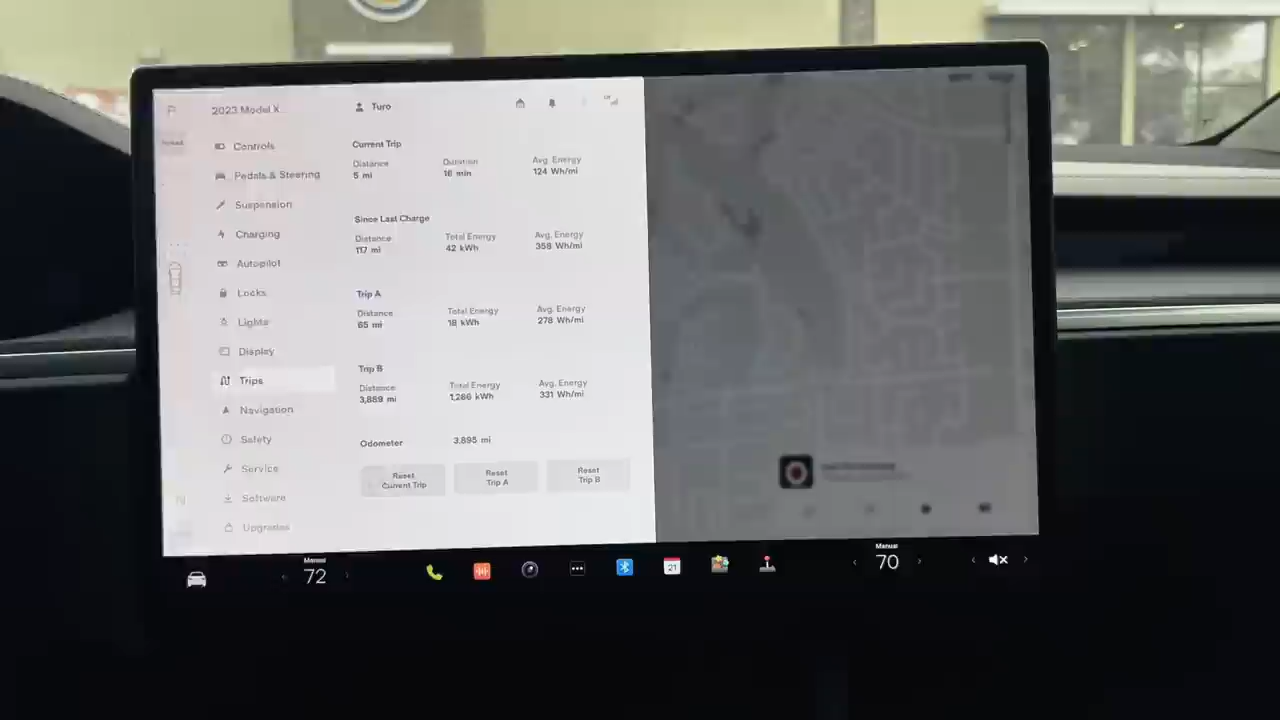 2023 Model X...
Turo
LTE
Controls
Pedals & Steering
Suspension
Charging
Autopilot
Locks
Lights
Display
Trips
Navigation
Safety
Service
Software
Upgrades
Current Trip
Distance Duration Avg. Energy
5 mi 16 min 124 Wh/mi
Since Last Charge
Distance Total Energy Avg. Energy
117 mi 42 kWh 358 Wh/mi
Trip A
Distance Total Energy Avg. Energy
65 mi 18 kWh 278 Wh/mi
Trip B
Distance Total Energy Avg. Energy
3,889 mi 1,286 kWh 331 Wh/mi
Odometer 3,895 mi
Reset
Current Trip
Reset
Trip A
Reset
Trip B
Manual
72
21
Manual
70